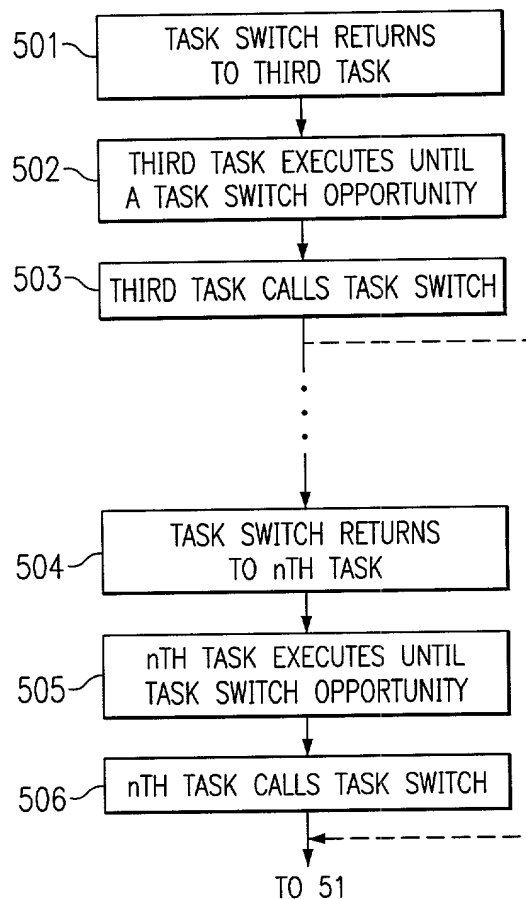 501
TASK SWITCH RETURNS
TO THIRD TASK
502
THIRD TASK EXECUTES UNTIL
A TASK SWITCH OPPORTUNITY
503
THIRD TASK CALLS TASK SWITCH
504
TASK SWITCH RETURNS
TO nTH TASK
505
nTH TASK EXECUTES UNTIL
TASK SWITCH OPPORTUNITY
506
nTH TASK CALLS TASK SWITCH
TO 51